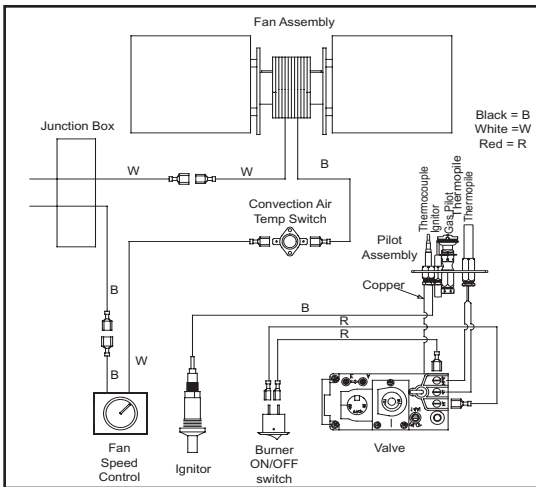 Fan Assembly
Junction Box
Black = B
White =W
Red = R
W
W
B
Convection Air
Temp Switch
Thermocouple
Ignitor
Gas Pilot
Thermopile
Thermopile
Pilot
Assembly
Copper
B
B
R
R
W
B
Fan
Speed
Control
Ignitor
Burner
ON/OFF
switch
Valve